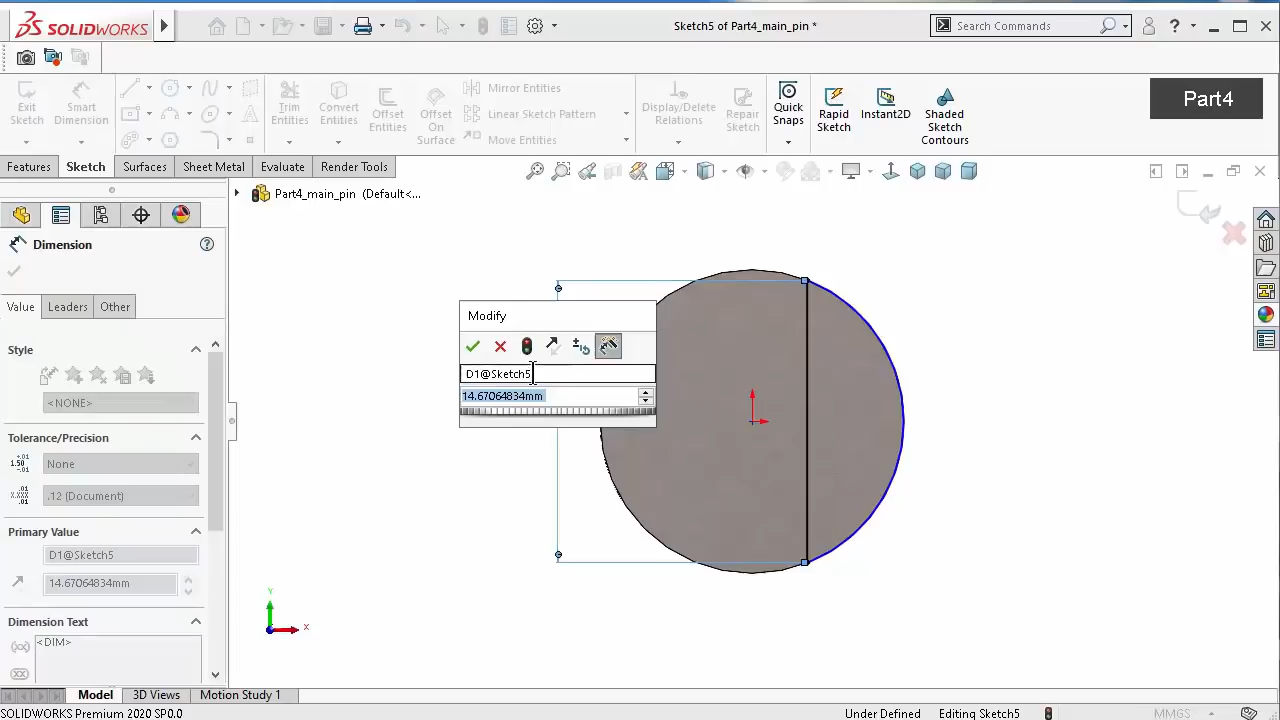 SOLIDWORKS
Sketch5 of Part4_main_pin *
Search Commands
?
Exit Sketch
Smart Dimension
Trim Entities
Convert Entities
Offset Entities
Offset On Surface
Mirror Entities
Linear Sketch Pattern
Move Entities
Display/Delete Relations
Repair Sketch
Quick Snaps
Rapid Sketch
Instant2D
Shaded Sketch Contours
Part4
Features
Sketch
Surfaces
Sheet Metal
Evaluate
Render Tools
Part4_main_pin (Default<...
Dimension
?
Value
Leaders
Other
Style
<NONE>
Tolerance/Precision
None
.12 (Document)
Primary Value
D1@Sketch5
14.67064834mm
Dimension Text
<DIM>
Modify
D1@Sketch5
14.67064834mm
Y
X
Model
3D Views
Motion Study 1
SOLIDWORKS Premium 2020 SP0.0
Under Defined
Editing Sketch5
MMGS